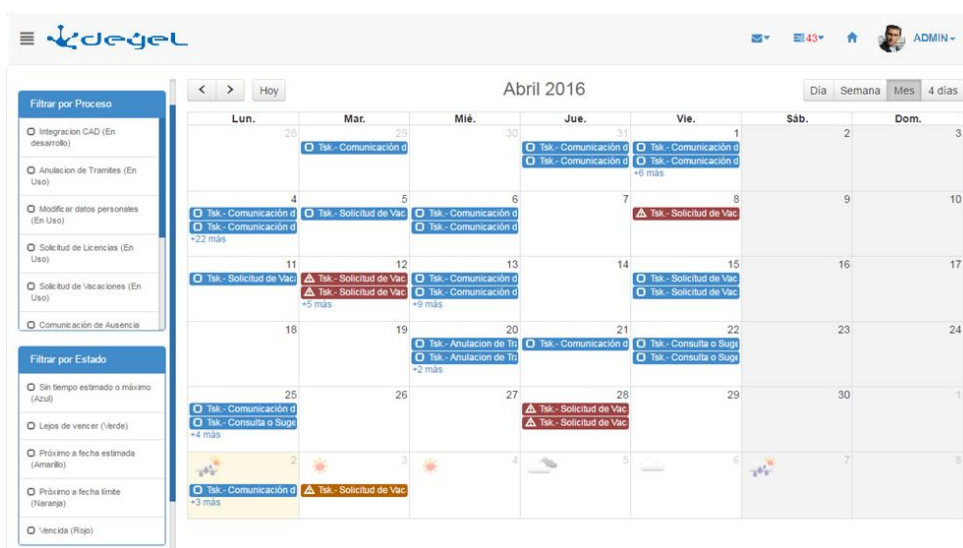 deyel
43
ADMIN
Filtrar por Proceso
Integracion CAD (En
desarrollo)
Anulacion de Tramites (En
Uso)
Modificar datos personales
(En Uso)
Solicitud de Licencias (En
Uso)
Solicitud de Vacaciones (En
Uso)
Comunicación de Ausencia
Filtrar por Estado
Sin tiempo estimado o máximo
(Azul)
Lejos de vencer (Verde)
Próximo a fecha estimada
(Amarillo)
Próximo a fecha límite
(Naranja)
Vencida (Rojo)
Hoy
Abril 2016
Día Semana Mes 4 días
Lun. Mar. Mié. Jue. Vie. Sáb. Dom.
28 29 30 31 1 2 3
Tsk.- Comunicación d Tsk.- Comunicación d Tsk.- Comunicación d
Tsk.- Comunicación d Tsk.- Comunicación d
+6 más
4 5 6 7 8 9 10
Tsk.- Comunicación d Tsk.- Solicitud de Vac Tsk.- Comunicación d Tsk.- Solicitud de Vac
Tsk.- Comunicación d Tsk.- Comunicación d
+22 más
11 12 13 14 15 16 17
Tsk.- Solicitud de Vac Tsk.- Solicitud de Vac Tsk.- Comunicación d Tsk.- Solicitud de Vac
Tsk.- Solicitud de Vac Tsk.- Comunicación d Tsk.- Solicitud de Vac
+5 más +9 más
18 19 20 21 22 23 24
Tsk.- Anulacion de Tra Tsk.- Comunicación d Tsk.- Consulta o Suge
Tsk.- Anulacion de Tra Tsk.- Consulta o Suge
+2 más
25 26 27 28 29 30 1
Tsk.- Comunicación d Tsk.- Solicitud de Vac
Tsk.- Consulta o Suge Tsk.- Solicitud de Vac
+4 más
2 3 4 5 6 7 8
Tsk.- Comunicación d Tsk.- Solicitud de Vac
+3 más